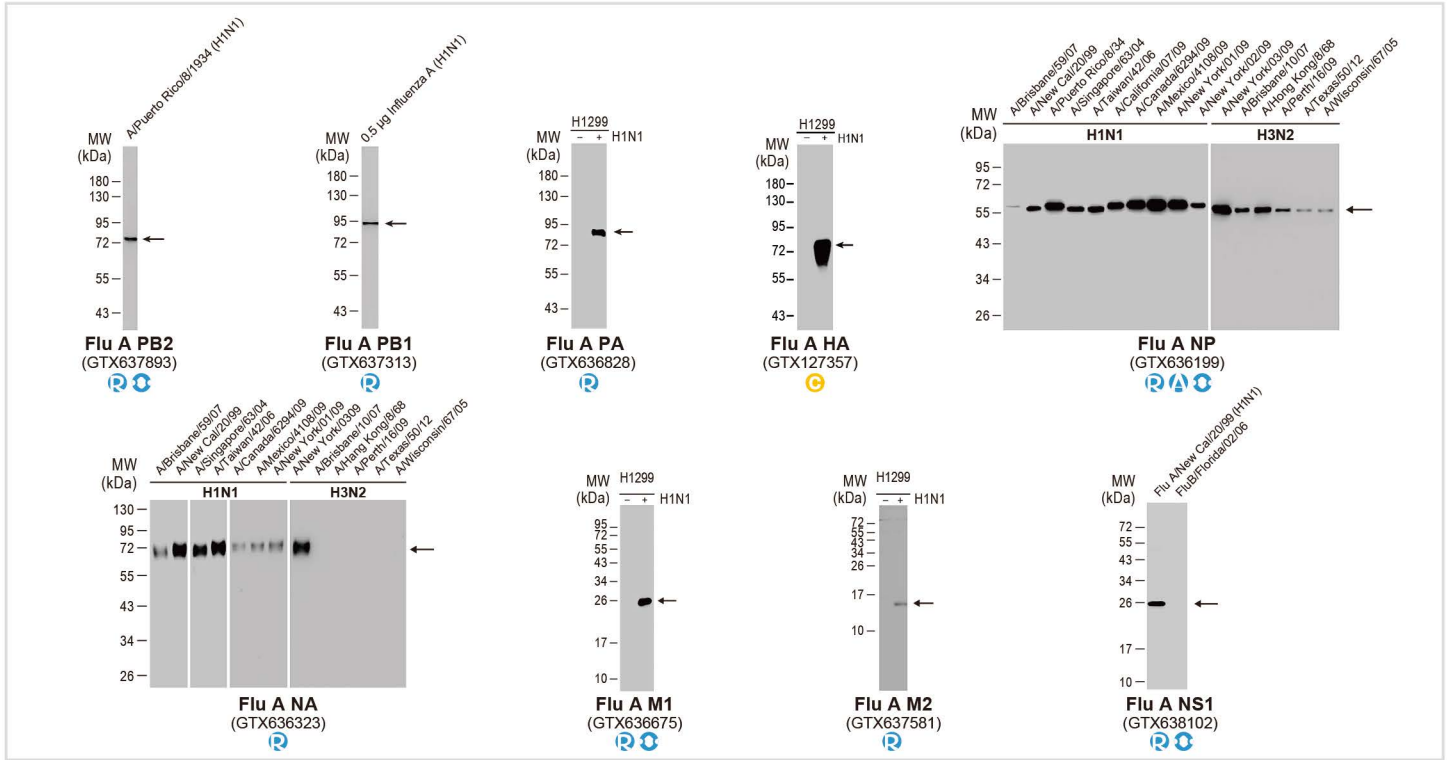 A/Puerto Rico/8/1934 (H1N1)
MW
(kDa)
180
130
95
72
55
43
Flu A PB2
(GTX637893)
R
0.5 µg Influenza A (H1N1)
MW
(kDa)
180
130
95
72
55
43
Flu A PB1
(GTX637313)
R
H1299
MW
(kDa)
– + H1N1
180
130
95
72
55
43
Flu A PA
(GTX636828)
R
H1299
MW
(kDa)
– + H1N1
180
130
95
72
55
43
Flu A HA
(GTX127357)
C
A/Brisbane/59/07
A/New Cal/20/99
A/Puerto Rico/8/34
A/Singapore/63/04
A/Taiwan/42/06
A/California/07/09
A/Canada/6294/09
A/Mexico/4108/09
A/New York/01/09
A/New York/02/09
A/New York/03/09
A/Brisbane/10/07
A/Hong Kong/8/68
A/Perth/16/09
A/Texas/50/12
A/Wisconsin/67/05
MW
(kDa)
H1N1 H3N2
95
72
55
43
34
26
Flu A NP
(GTX636199)
R A
A/Brisbane/59/07
A/New Cal/20/99
A/Singapore/63/04
A/Taiwan/42/06
A/Canada/6294/09
A/Mexico/4108/09
A/New York/01/09
A/New York/0309
A/Brisbane/10/07
A/Hang Kong/8/68
A/Perth/16/09
A/Texas/50/12
A/Wisconsin/67/05
MW
(kDa)
H1N1 H3N2
130
95
72
55
43
34
26
Flu A NA
(GTX636323)
R
H1299
MW
(kDa)
– + H1N1
95
72
55
43
34
26
17
10
Flu A M1
(GTX636675)
R
H1299
MW
(kDa)
– + H1N1
72
55
43
34
26
17
10
Flu A M2
(GTX637581)
R
Flu A/New Cal/20/99 (H1N1)
FluB/Florida/02/06
MW
(kDa)
72
55
43
34
26
17
10
Flu A NS1
(GTX638102)
R